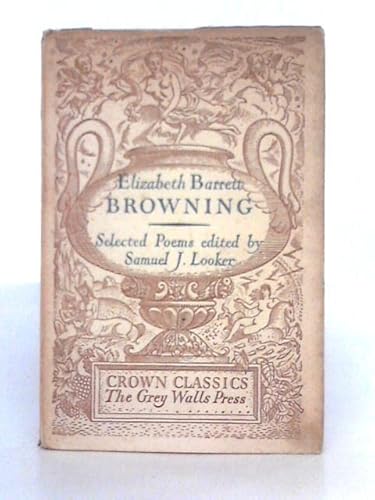 Elizabeth Barrett
BROWNING
Selected Poems edited by
Samuel J. Looker
CROWN CLASSICS
The Grey Walls Press